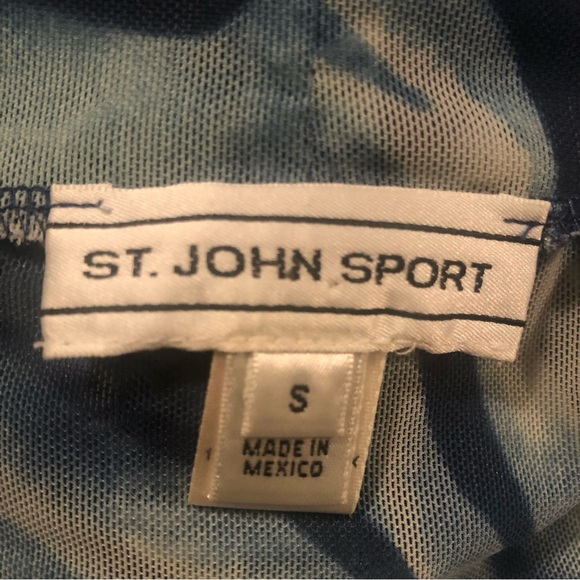 ST. JOHN SPORT
S
MADE IN
MEXICO